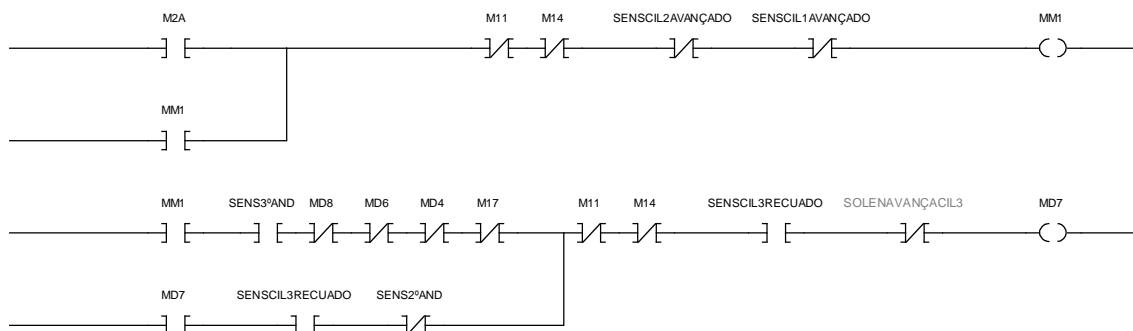 M2A M11 M14 SENSCIL2AVANÇADO SENSCIL1AVANÇADO MM1
MM1
MM1 SENS3ºAND MD8 MD6 MD4 M17 M11 M14 SENSCIL3RECUADO SOLENAVANÇACIL3 MD7
MD7 SENSCIL3RECUADO SENS2ºAND